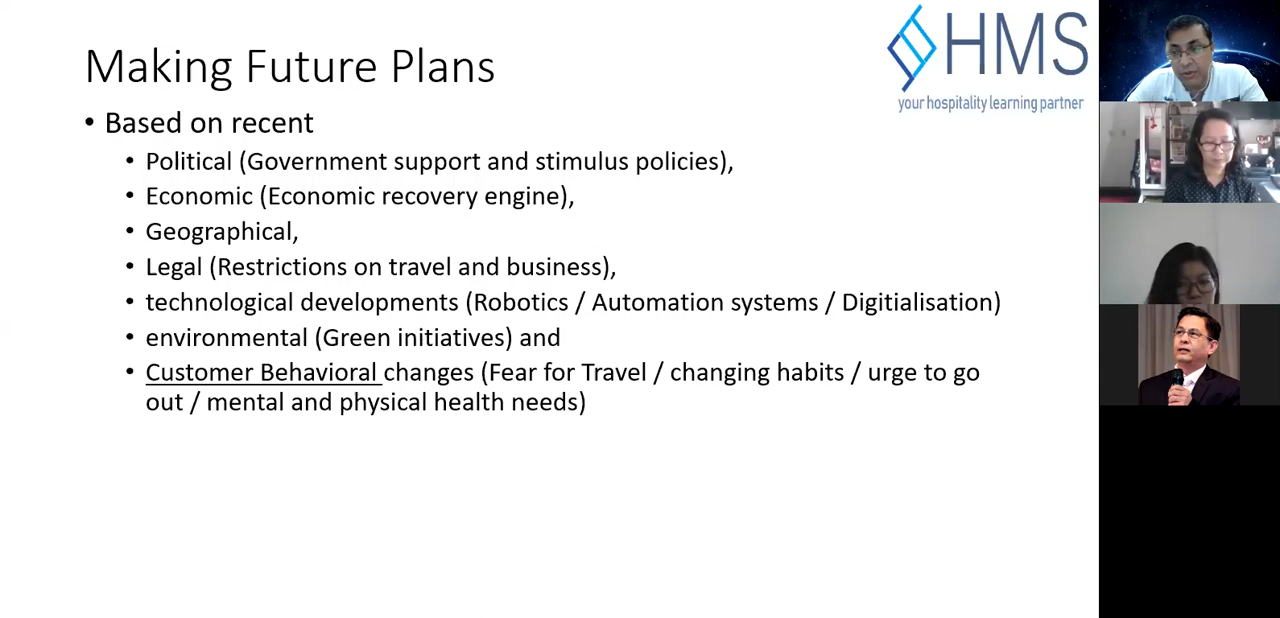 Making Future Plans
HMS
your hospitality learning partner
• Based on recent
• Political (Government support and stimulus policies),
• Economic (Economic recovery engine),
• Geographical,
• Legal (Restrictions on travel and business),
• technological developments (Robotics / Automation systems / Digitialisation)
• environmental (Green initiatives) and
• Customer Behavioral changes (Fear for Travel / changing habits / urge to go
out / mental and physical health needs)